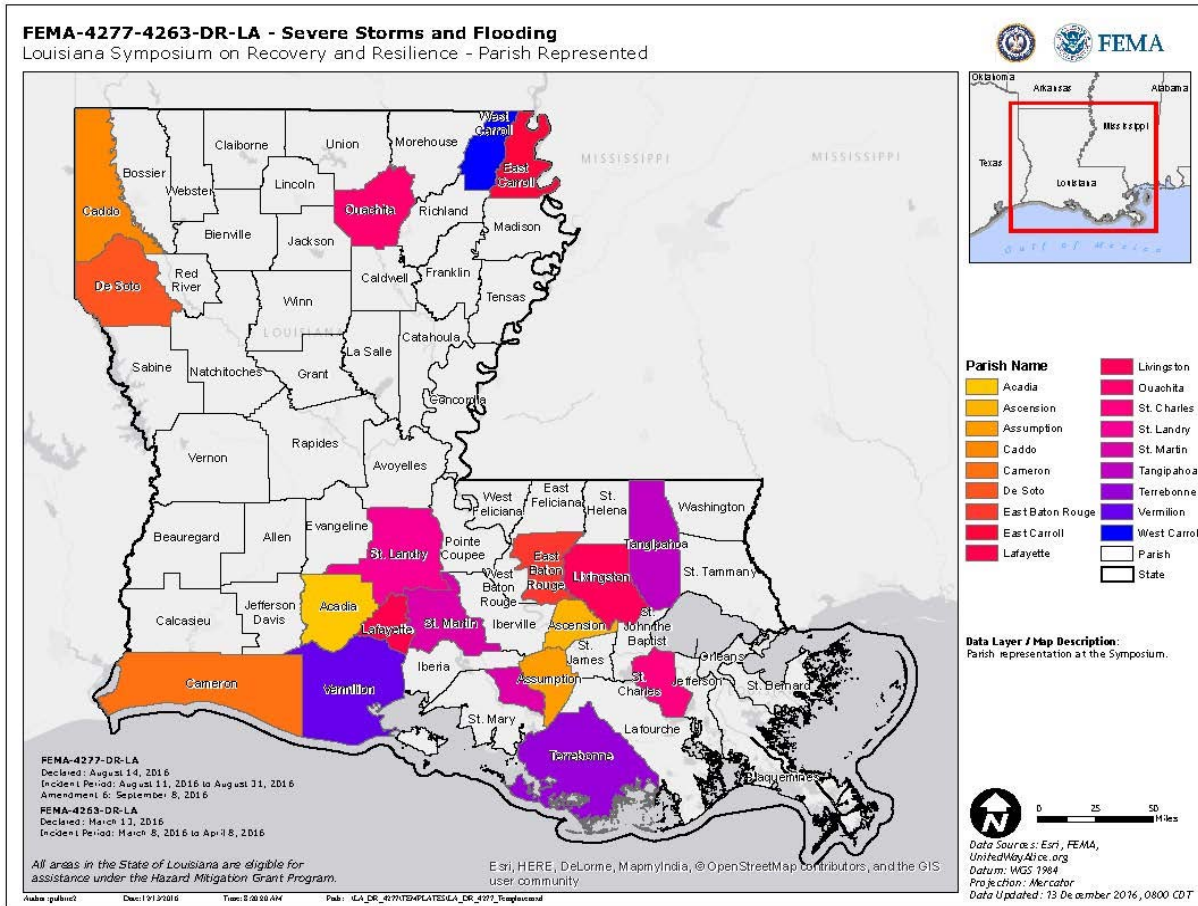 FEMA-4277-4263-DR-LA - Severe Storms and Flooding
Louisiana Symposium on Recovery and Resilience - Parish Represented
FEMA
Oklahoma
Arkansas
Alabama
Mississippi
Texas
Louisiana
Gulf of Mexico
MISSISSIPPI
MISSISSIPPI
LOUISIANA
West
Carroll
East
Carroll
Morehouse
Union
Claiborne
Webster
Bossier
Caddo
Lincoln
Ouachita
Richland
Madison
Bienville
Jackson
De Soto
Red
River
Caldwell
Franklin
Tensas
Winn
Sabine
Natchitoches
Grant
La Salle
Catahoula
Concordia
Vernon
Rapides
Avoyelles
West
Feliciana
East
Feliciana
St.
Helena
Washington
Tangipahoa
Beauregard
Allen
Evangeline
St. Landry
Pointe
Coupee
East
Baton
Rouge
West
Baton
Rouge
Livingston
St. Tammany
Calcasieu
Jefferson
Davis
Acadia
Lafayette
St. Martin
Iberville
Ascension
St.
John the
Baptist
St.
James
Orleans
Cameron
Vermilion
Iberia
Assumption
St.
Charles
Jefferson
St. Bernard
St. Mary
Lafourche
Terrebonne
Plaquemines
Parish Name
Acadia
Ascension
Assumption
Caddo
Cameron
De Soto
East Baton Rouge
East Carroll
Lafayette
Livingston
Ouachita
St. Charles
St. Landry
St. Martin
Tangipahoa
Terrebonne
Vermilion
West Carrol
Parish
State
Data Layer / Map Description:
Parish representation at the Symposium.
FEMA-4277-DR-LA
Declared: August 14, 2016
Incident Period: August 11, 2016 to August 31, 2016
Amendment 6: September 8, 2016
FEMA-4263-DR-LA
Declared: March 13, 2016
Incident Period: March 8, 2016 to April 8, 2016
All areas in the State of Louisiana are eligible for
assistance under the Hazard Mitigation Grant Program.
Esri, HERE, DeLorme, MapmyIndia, © OpenStreetMap contributors, and the GIS
user community
N
0 25 50
Miles
Data Sources: Esri, FEMA,
UnitedWayAlice.org
Datum: WGS 1984
Projection: Mercator
Data Updated: 13 December 2016, 0800 CDT
Date: 12/13/2016